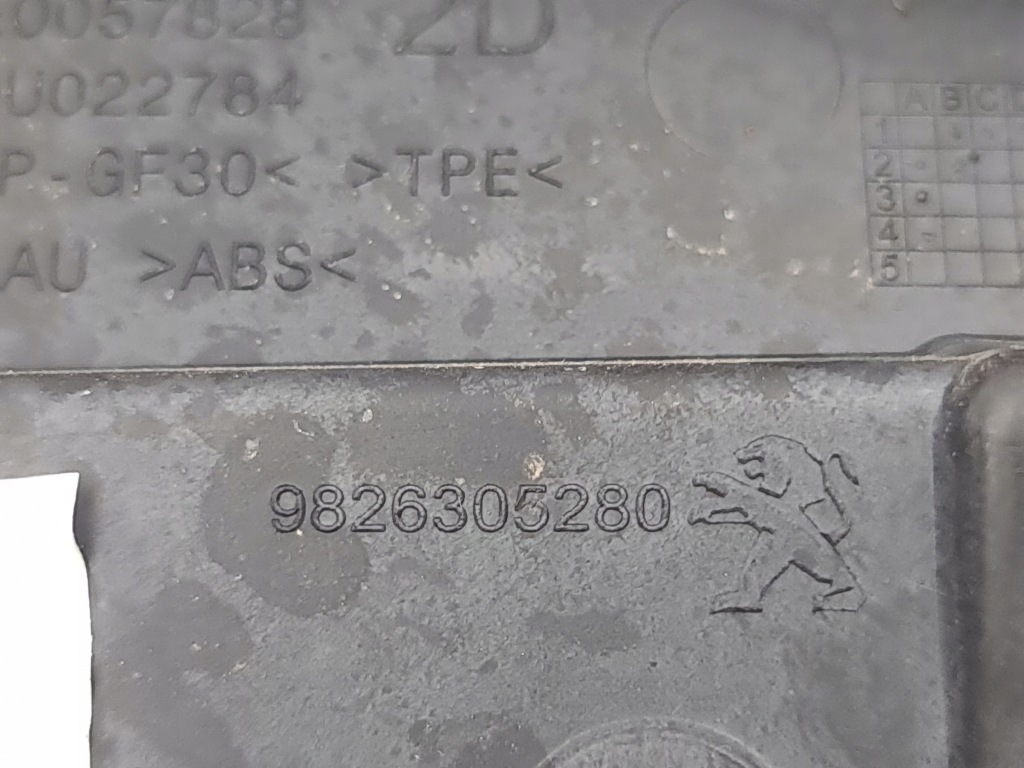 0057828 2D
U022784
P-GF30< >TPE<
AU >ABS<
A B C
1
2
3
4
5
9826305280